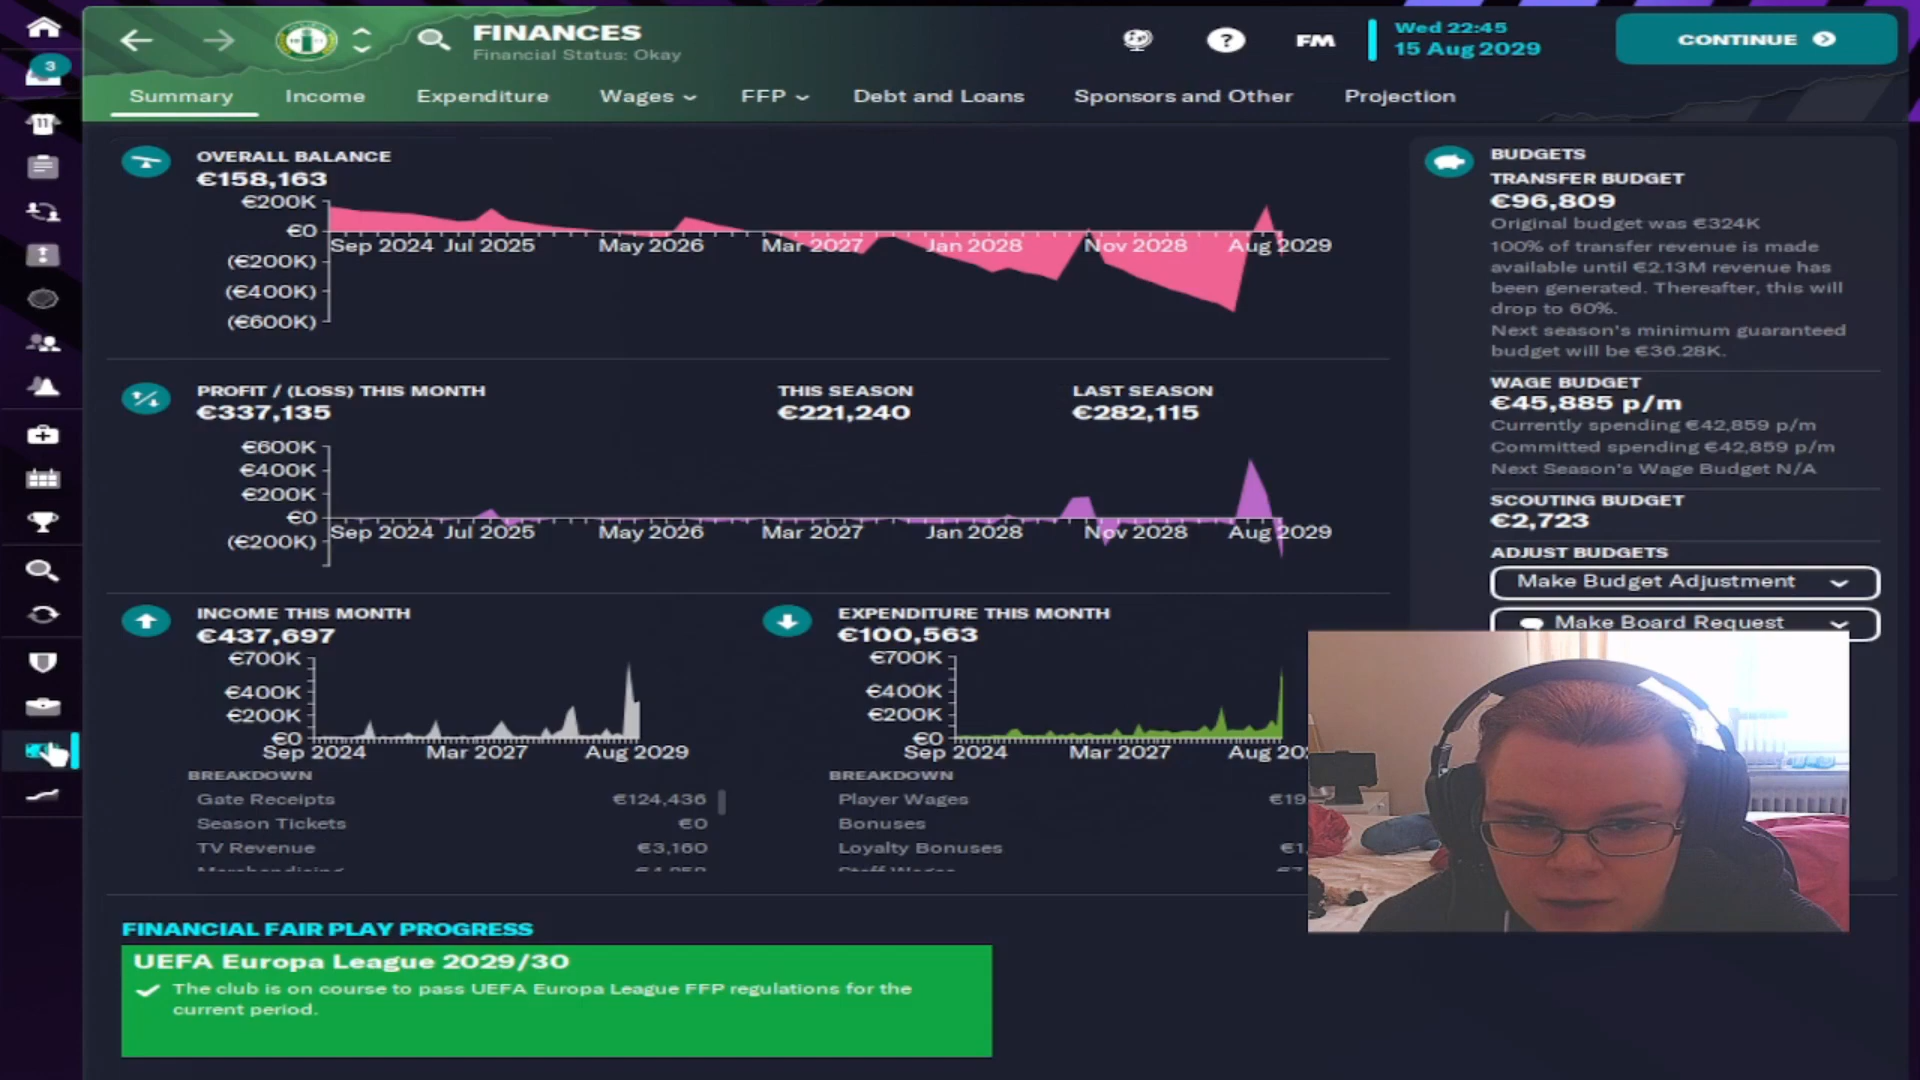 FINANCES
Financial Status: Okay
FM
Wed 22:45
15 Aug 2029
CONTINUE
3
11
Summary
Income
Expenditure
Wages
FFP
Debt and Loans
Sponsors and Other
Projection
OVERALL BALANCE
€158,163
€200K
€0
(€200K)
(€400K)
(€600K)
Sep 2024
Jul 2025
May 2026
Mar 2027
Jan 2028
Nov 2028
Aug 2029
PROFIT / (LOSS) THIS MONTH
€337,135
THIS SEASON
€221,240
LAST SEASON
€282,115
€600K
€400K
€200K
€0
(€200K)
Sep 2024
Jul 2025
May 2026
Mar 2027
Jan 2028
Nov 2028
Aug 2029
INCOME THIS MONTH
€437,697
€700K
€400K
€200K
€0
Sep 2024
Mar 2027
Aug 2029
BREAKDOWN
Gate Receipts €124,436
Season Tickets €0
TV Revenue €3,160
Merchandising
EXPENDITURE THIS MONTH
€100,563
€700K
€400K
€200K
€0
Sep 2024
Mar 2027
Aug 20
BREAKDOWN
Player Wages €19
Bonuses
Loyalty Bonuses €1,
Staff Wages
BUDGETS
TRANSFER BUDGET
€96,809
Original budget was €324K
100% of transfer revenue is made
available until €2.13M revenue has
been generated. Thereafter, this will
drop to 60%.
Next season's minimum guaranteed
budget will be €36.28K.
WAGE BUDGET
€45,885 p/m
Currently spending €42,859 p/m
Committed spending €42,859 p/m
Next Season's Wage Budget N/A
SCOUTING BUDGET
€2,723
ADJUST BUDGETS
Make Budget Adjustment
Make Board Request
FINANCIAL FAIR PLAY PROGRESS
UEFA Europa League 2029/30
The club is on course to pass UEFA Europa League FFP regulations for the
current period.